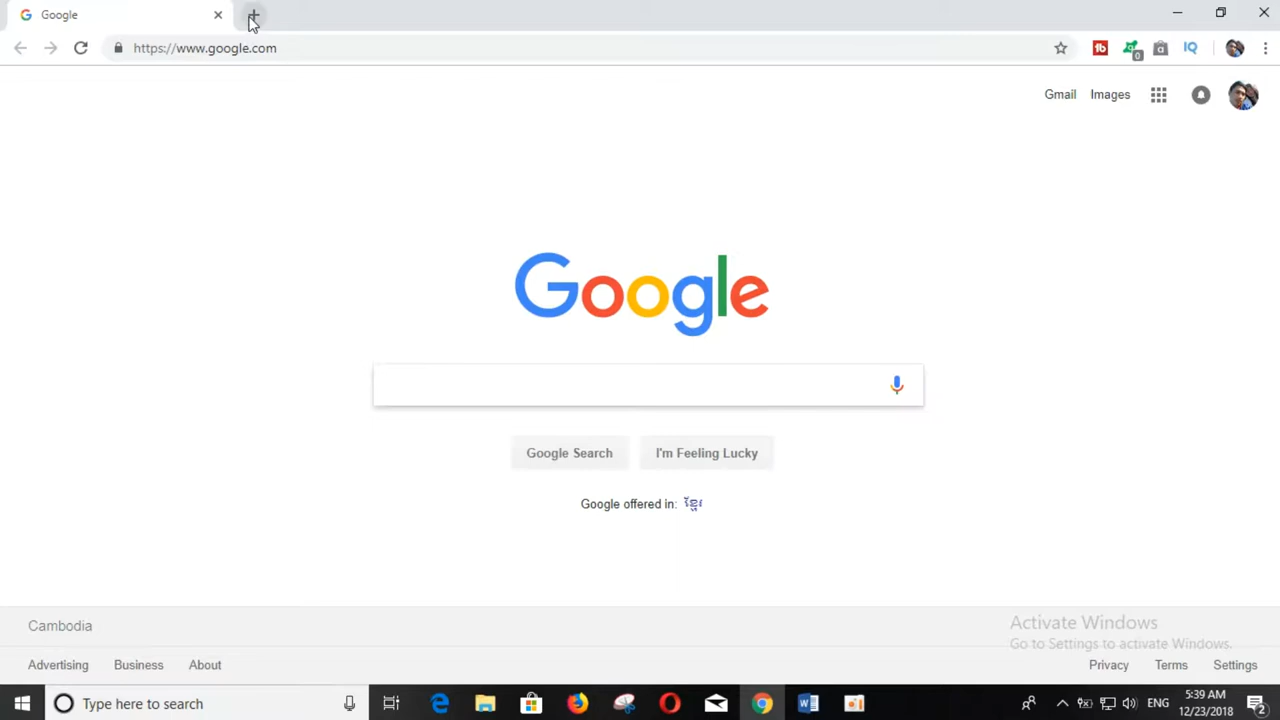 Google
https://www.google.com
0
Gmail Images
Google
Google Search I'm Feeling Lucky
Google offered in: ខ្មែរ
Cambodia
Activate Windows
Go to Settings to activate Windows.
Advertising Business About
Privacy Terms Settings
Type here to search
ENG
5:39 AM
12/23/2018
2